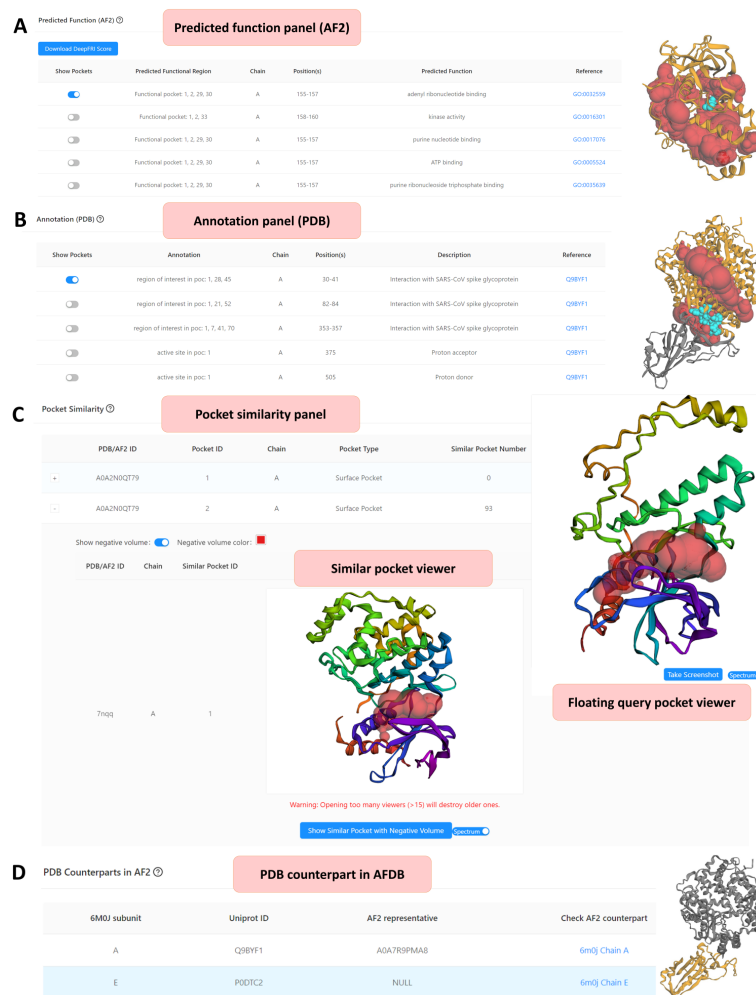 A
Predicted Function (AF2)
Predicted function panel (AF2)
Download DeepFRI Score
Show Pockets Predicted Functional Region Chain Position(s) Predicted Function Reference
Functional pocket: 1, 2, 29, 30 A 155-157 adenyl ribonucleotide binding GO:0032559
Functional pocket: 1, 2, 33 A 158-160 kinase activity GO:0016301
Functional pocket: 1, 2, 29, 30 A 155-157 purine nucleotide binding GO:0017076
Functional pocket: 1, 2, 29, 30 A 155-157 ATP binding GO:0005524
Functional pocket: 1, 2, 29, 30 A 155-157 purine ribonucleoside triphosphate binding GO:0035639
B
Annotation (PDB)
Annotation panel (PDB)
Show Pockets Annotation Chain Position(s) Description Reference
region of interest in poc: 1, 28, 45 A 30-41 Interaction with SARS-CoV spike glycoprotein Q9BYF1
region of interest in poc: 1, 21, 52 A 82-84 Interaction with SARS-CoV spike glycoprotein Q9BYF1
region of interest in poc: 1, 7, 41, 70 A 353-357 Interaction with SARS-CoV spike glycoprotein Q9BYF1
active site in poc: 1 A 375 Proton acceptor Q9BYF1
active site in poc: 1 A 505 Proton donor Q9BYF1
C
Pocket Similarity
Pocket similarity panel
PDB/AF2 ID Pocket ID Chain Pocket Type Similar Pocket Number
+ A0A2N0QT79 1 A Surface Pocket 0
- A0A2N0QT79 2 A Surface Pocket 93
Show negative volume: Negative volume color:
PDB/AF2 ID Chain Similar Pocket ID
Similar pocket viewer
7nqq A 1
Warning: Opening too many viewers (>15) will destroy older ones.
Show Similar Pocket with Negative Volume Spectrum
Take Screenshot Spectrum
Floating query pocket viewer
D
PDB Counterparts in AF2
PDB counterpart in AFDB
6M0J subunit Uniprot ID AF2 representative Check AF2 counterpart
A Q9BYF1 A0A7R9PMA8 6m0j Chain A
E P0DTC2 NULL 6m0j Chain E